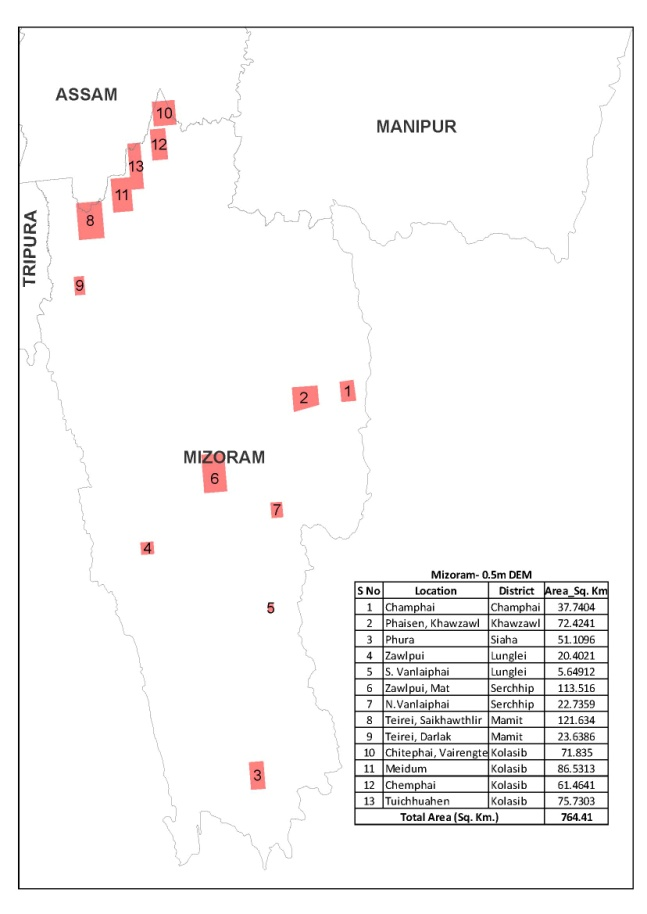 ASSAM
10
MANIPUR
12
13
11
TRIPURA
8
9
1
2
MIZORAM
6
7
4
5
3
Mizoram- 0.5m DEM
S No Location District Area_Sq. Km
1 Champhai Champhai 37.7404
2 Phaisen, Khawzawl Khawzawl 72.4241
3 Phura Siaha 51.1096
4 Zawlpui Lunglei 20.4021
5 S. Vanlaiphai Lunglei 5.64912
6 Zawlpui, Mat Serchhip 113.516
7 N.Vanlaiphai Serchhip 22.7359
8 Teirei, Saikhawthlir Mamit 121.634
9 Teirei, Darlak Mamit 23.6386
10 Chitephai, Vairengte Kolasib 71.835
11 Meidum Kolasib 86.5313
12 Chemphai Kolasib 61.4641
13 Tuichhuahen Kolasib 75.7303
Total Area (Sq. Km.) 764.41